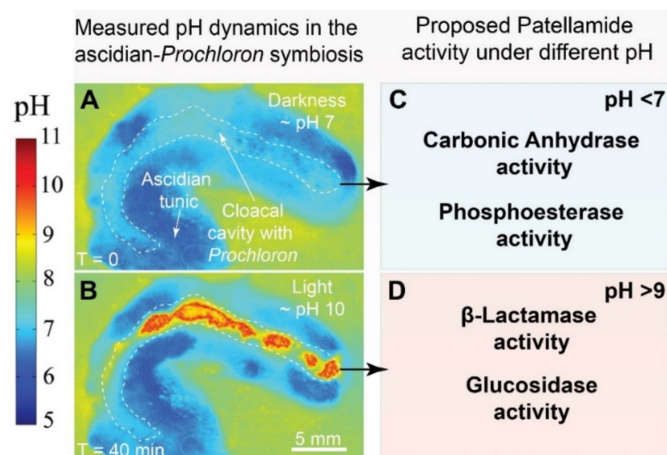 Measured pH dynamics in the
ascidian-Prochloron symbiosis
Proposed Patellamide
activity under different pH
pH
11
10
9
8
7
6
5
A
Darkness
~ pH 7
Ascidian
tunic
Cloacal
cavity with
Prochloron
T = 0
B
Light
~ pH 10
T = 40 min
5 mm
C
pH <7
Carbonic Anhydrase
activity
Phosphoesterase
activity
D
pH >9
β-Lactamase
activity
Glucosidase
activity